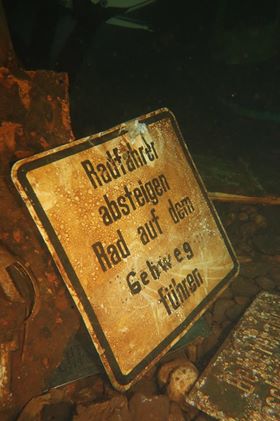 Radfahrer
absteigen
Rad auf dem
Gehweg
führen